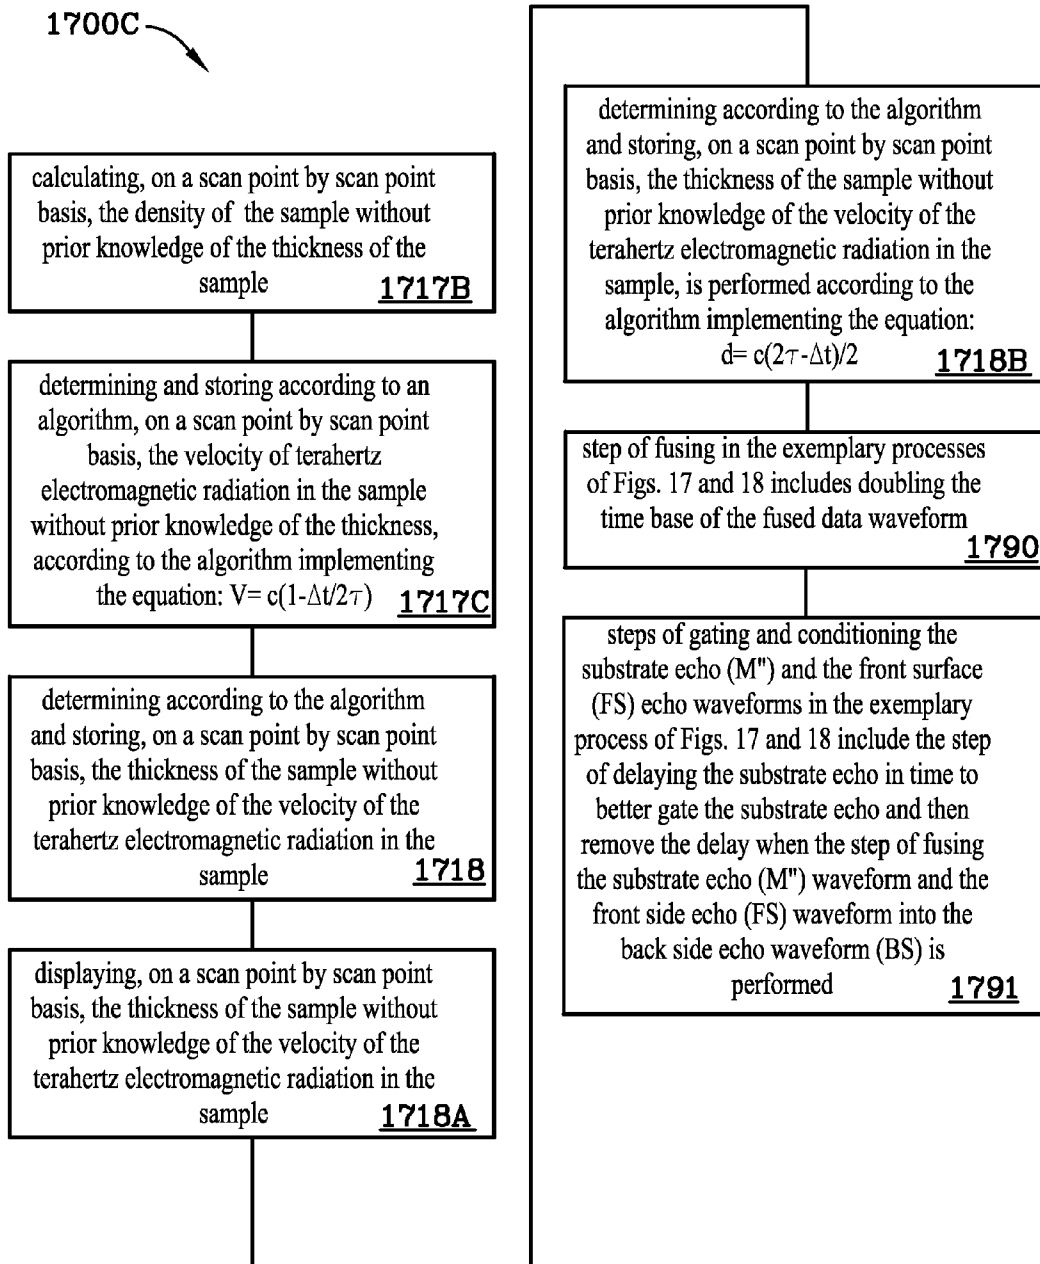 1700C
calculating, on a scan point by scan point
basis, the density of the sample without
prior knowledge of the thickness of the
sample
1717B
determining and storing according to an
algorithm, on a scan point by scan point
basis, the velocity of terahertz
electromagnetic radiation in the sample
without prior knowledge of the thickness,
according to the algorithm implementing
the equation: V= c(1-Δt/2τ)
1717C
determining according to the algorithm
and storing, on a scan point by scan point
basis, the thickness of the sample without
prior knowledge of the velocity of the
terahertz electromagnetic radiation in the
sample
1718
displaying, on a scan point by scan point
basis, the thickness of the sample without
prior knowledge of the velocity of the
terahertz electromagnetic radiation in the
sample
1718A
determining according to the algorithm
and storing, on a scan point by scan point
basis, the thickness of the sample without
prior knowledge of the velocity of the
terahertz electromagnetic radiation in the
sample, is performed according to the
algorithm implementing the equation:
d= c(2τ-Δt)/2
1718B
step of fusing in the exemplary processes
of Figs. 17 and 18 includes doubling the
time base of the fused data waveform
1790
steps of gating and conditioning the
substrate echo (M") and the front surface
(FS) echo waveforms in the exemplary
process of Figs. 17 and 18 include the step
of delaying the substrate echo in time to
better gate the substrate echo and then
remove the delay when the step of fusing
the substrate echo (M") waveform and the
front side echo (FS) waveform into the
back side echo waveform (BS) is
performed
1791